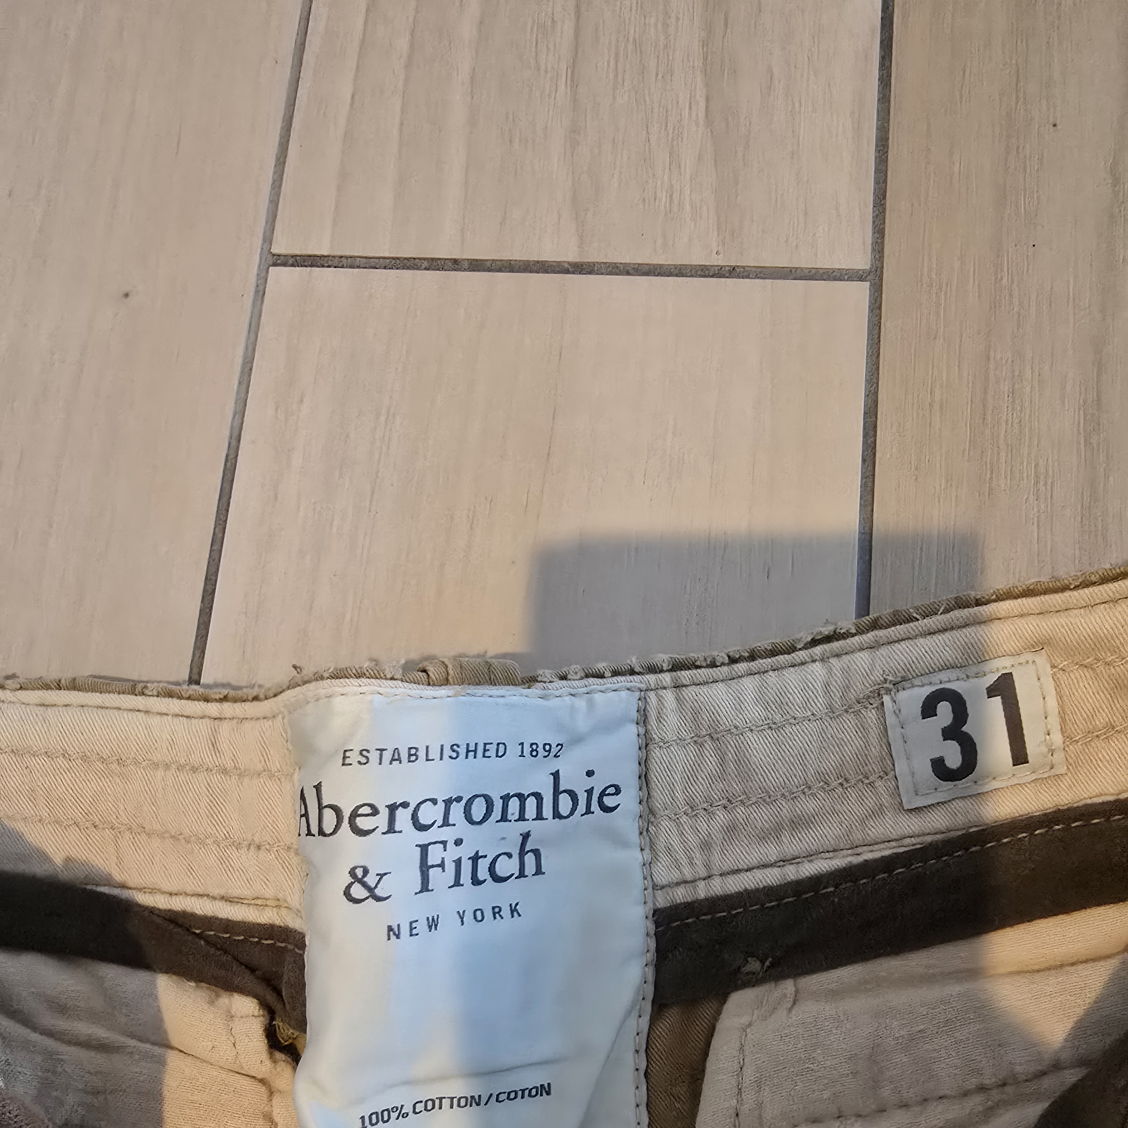 ESTABLISHED 1892
Abercrombie
& Fitch
NEW YORK
100% COTTON/COTON
31